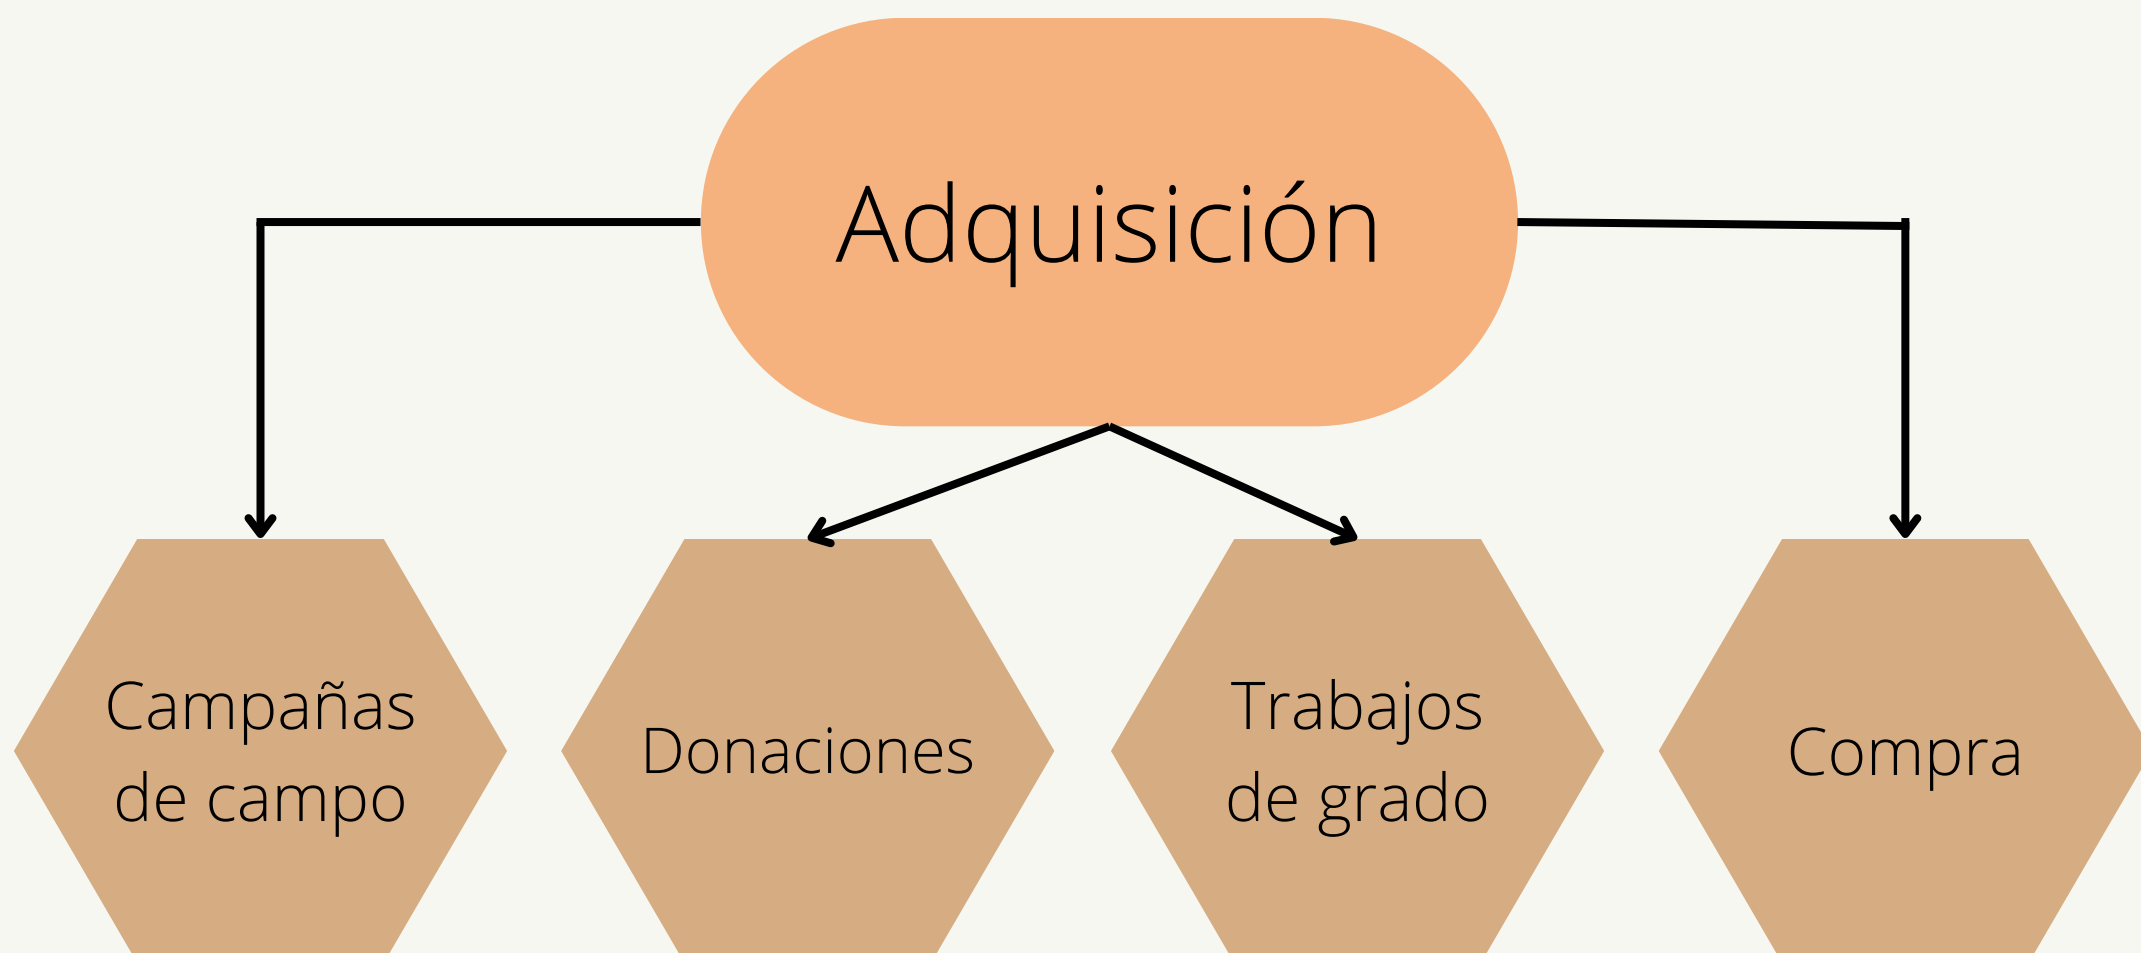 Adquisición
Campañas
de campo
Donaciones
Trabajos
de grado
Compra